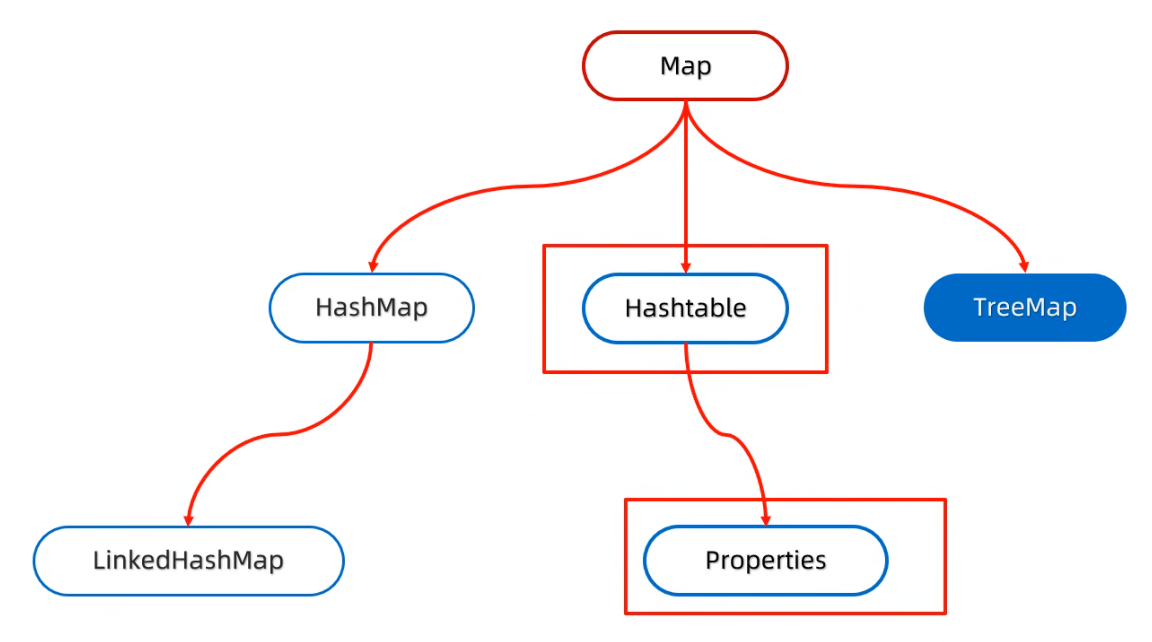 Map
HashMap
Hashtable
TreeMap
LinkedHashMap
Properties